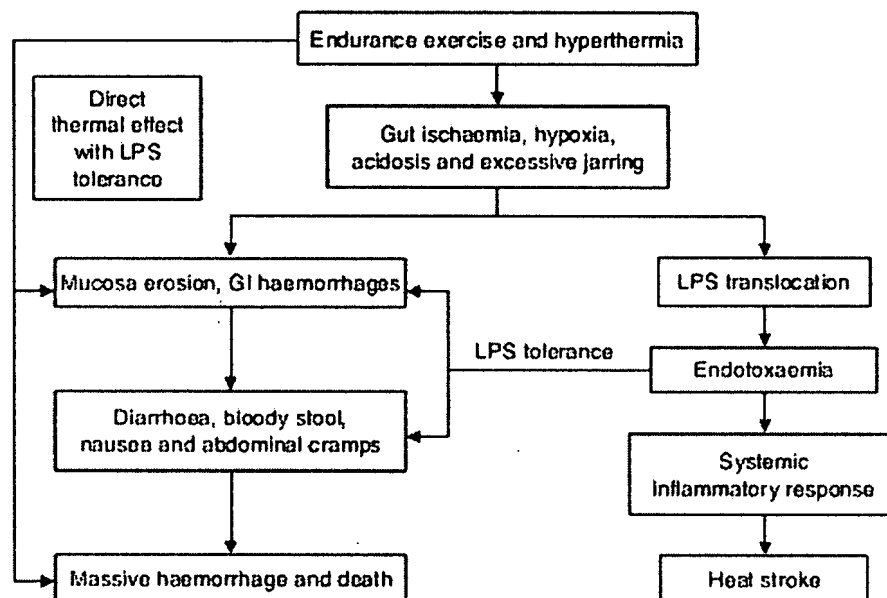 Endurance exercise and hyperthermia
Direct
thermal effect
with LPS
tolerance
Gut ischaemia, hypoxia,
acidosis and excessive jarring
Mucosa erosion, GI haemorrhages
LPS translocation
LPS tolerance
Endotoxaemia
Diarrhoea, bloody stool,
nausea and abdominal cramps
Systemic
inflammatory response
Massive haemorrhage and death
Heat stroke